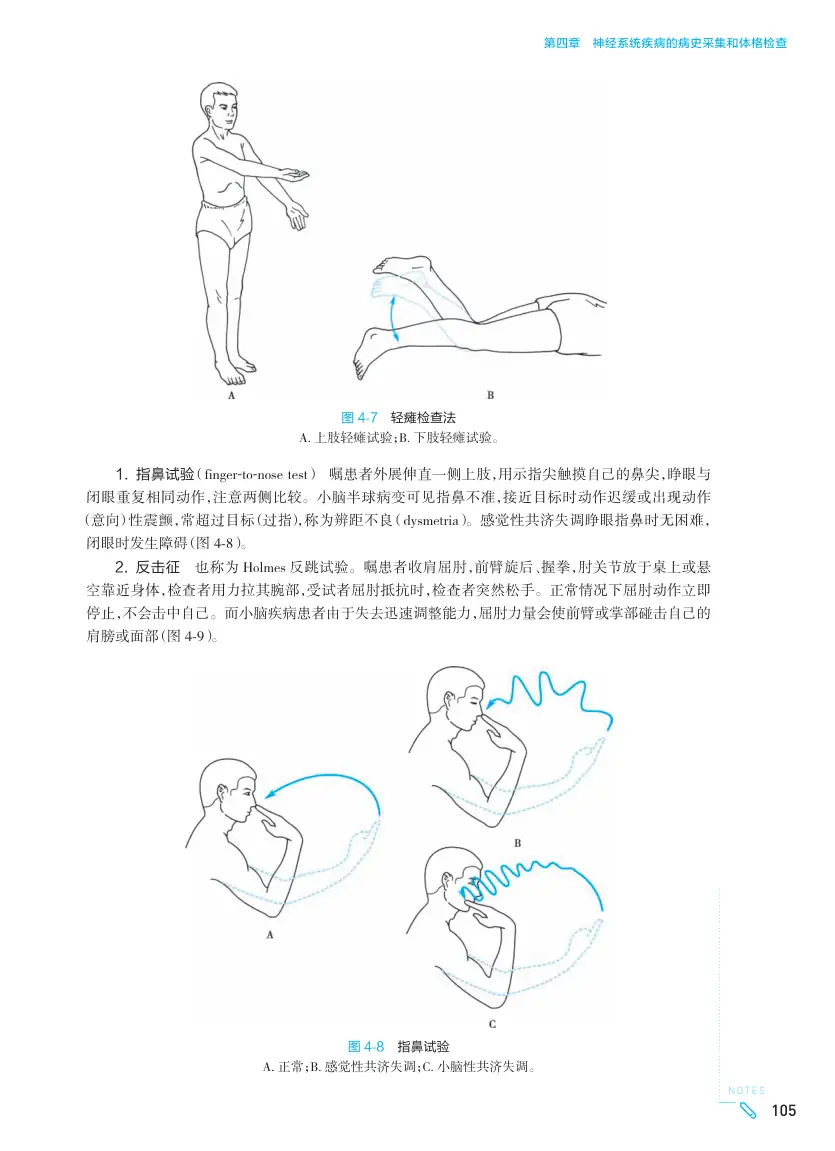 第四章 神经系统疾病的病史采集和体格检查
A
B
图 4-7 轻瘫检查法
A. 上肢轻瘫试验;B. 下肢轻瘫试验。
1. 指鼻试验(finger-to-nose test) 嘱患者外展伸直一侧上肢,用示指尖触摸自己的鼻尖,睁眼与
闭眼重复相同动作,注意两侧比较。小脑半球病变可见指鼻不准,接近目标时动作迟缓或出现动作
(意向)性震颤,常超过目标(过指),称为辨距不良(dysmetria)。感觉性共济失调睁眼指鼻时无困难,
闭眼时发生障碍(图 4-8)。
2. 反击征 也称为 Holmes 反跳试验。嘱患者收肩屈肘,前臂旋后、握拳,肘关节放于桌上或悬
空靠近身体,检查者用力拉其腕部,受试者屈肘抵抗时,检查者突然松手。正常情况下屈肘动作立即
停止,不会击中自己。而小脑疾病患者由于失去迅速调整能力,屈肘力量会使前臂或掌部碰击自己的
肩膀或面部(图 4-9)。
B
A
C
图 4-8 指鼻试验
A. 正常;B. 感觉性共济失调;C. 小脑性共济失调。
NOTES
105